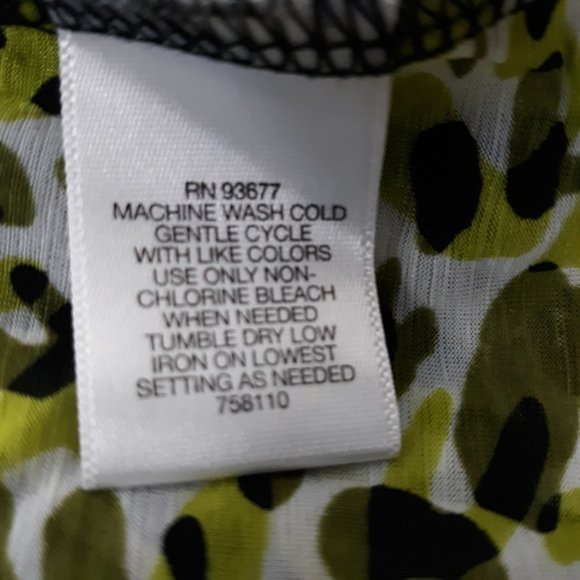 RN 93677
MACHINE WASH COLD
GENTLE CYCLE
WITH LIKE COLORS
USE ONLY NON-
CHLORINE BLEACH
WHEN NEEDED
TUMBLE DRY LOW
IRON ON LOWEST
SETTING AS NEEDED
758110